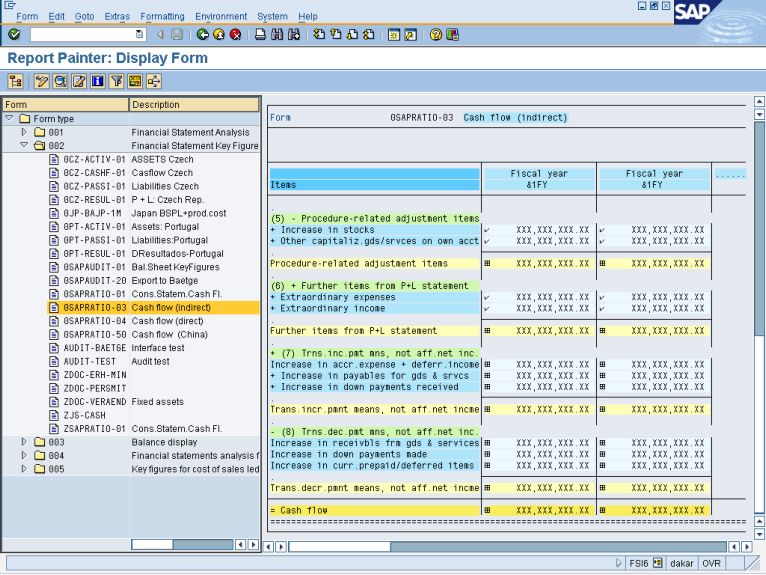 Form Edit Goto Extras Formatting Environment System Help
SAP
Report Painter: Display Form
Form Description
Form type
001 Financial Statement Analysis
002 Financial Statement Key Figure
0CZ-ACTIV-01 ASSETS Czech
0CZ-CASHF-01 Casflow Czech
0CZ-PASSI-01 Liabilities Czech
0CZ-RESUL-01 P + L: Czech Rep.
0JP-BAJP-1M Japan BSPL+prod.cost
0PT-ACTIV-01 Assets: Portugal
0PT-PASSI-01 Liabilities:Portugal
0PT-RESUL-01 DResultados-Portugal
0SAPAUDIT-01 Bal.Sheet KeyFigures
0SAPAUDIT-20 Export to Baetge
0SAPRATIO-01 Cons.Statem.Cash Fl.
0SAPRATIO-03 Cash flow (indirect)
0SAPRATIO-04 Cash flow (direct)
0SAPRATIO-50 Cash flow (China)
AUDIT-BAETGE Interface test
AUDIT-TEST Audit test
ZDOC-ERH-MIN
ZDOC-PERSMIT
ZDOC-VERAEND Fixed assets
ZJS-CASH
ZSAPRATIO-01 Cons.Statem.Cash Fl.
003 Balance display
004 Financial statements analysis f
005 Key figures for cost of sales led
Form 0SAPRATIO-03 Cash flow (indirect)
Fiscal year Fiscal year ......
Items &1FY &1FY
.
(5) - Procedure-related adjustment items
+ Increase in stocks XXX,XXX,XXX.XX XXX,XXX,XXX.XX
+ Other capitaliz.gds/srvces on own acct XXX,XXX,XXX.XX XXX,XXX,XXX.XX
.
Procedure-related adjustment items XXX,XXX,XXX.XX XXX,XXX,XXX.XX
.
(6) + Further items from P+L statement
+ Extraordinary expenses XXX,XXX,XXX.XX XXX,XXX,XXX.XX
+ Extraordinary income XXX,XXX,XXX.XX XXX,XXX,XXX.XX
.
Further items from P+L statement XXX,XXX,XXX.XX XXX,XXX,XXX.XX
.
+ (7) Trns.inc.pmt mns, not aff.net inc.
Increase in accr.expense + deferr.income XXX,XXX,XXX.XX XXX,XXX,XXX.XX
+ Increase in payables for gds & srvcs XXX,XXX,XXX.XX XXX,XXX,XXX.XX
+ Increase in down payments received XXX,XXX,XXX.XX XXX,XXX,XXX.XX
.
Trans.incr.pmnt means, not aff.net incme XXX,XXX,XXX.XX XXX,XXX,XXX.XX
.
- (8) Trns.dec.pmt mns, not aff.net inc.
Increase in receivbls frm gds & services XXX,XXX,XXX.XX XXX,XXX,XXX.XX
Increase in down payments made XXX,XXX,XXX.XX XXX,XXX,XXX.XX
Increase in curr.prepaid/deferred items XXX,XXX,XXX.XX XXX,XXX,XXX.XX
.
Trans.decr.pmnt means, not aff.net incme XXX,XXX,XXX.XX XXX,XXX,XXX.XX
= Cash flow XXX,XXX,XXX.XX XXX,XXX,XXX.XX
FSI6 dakar OVR